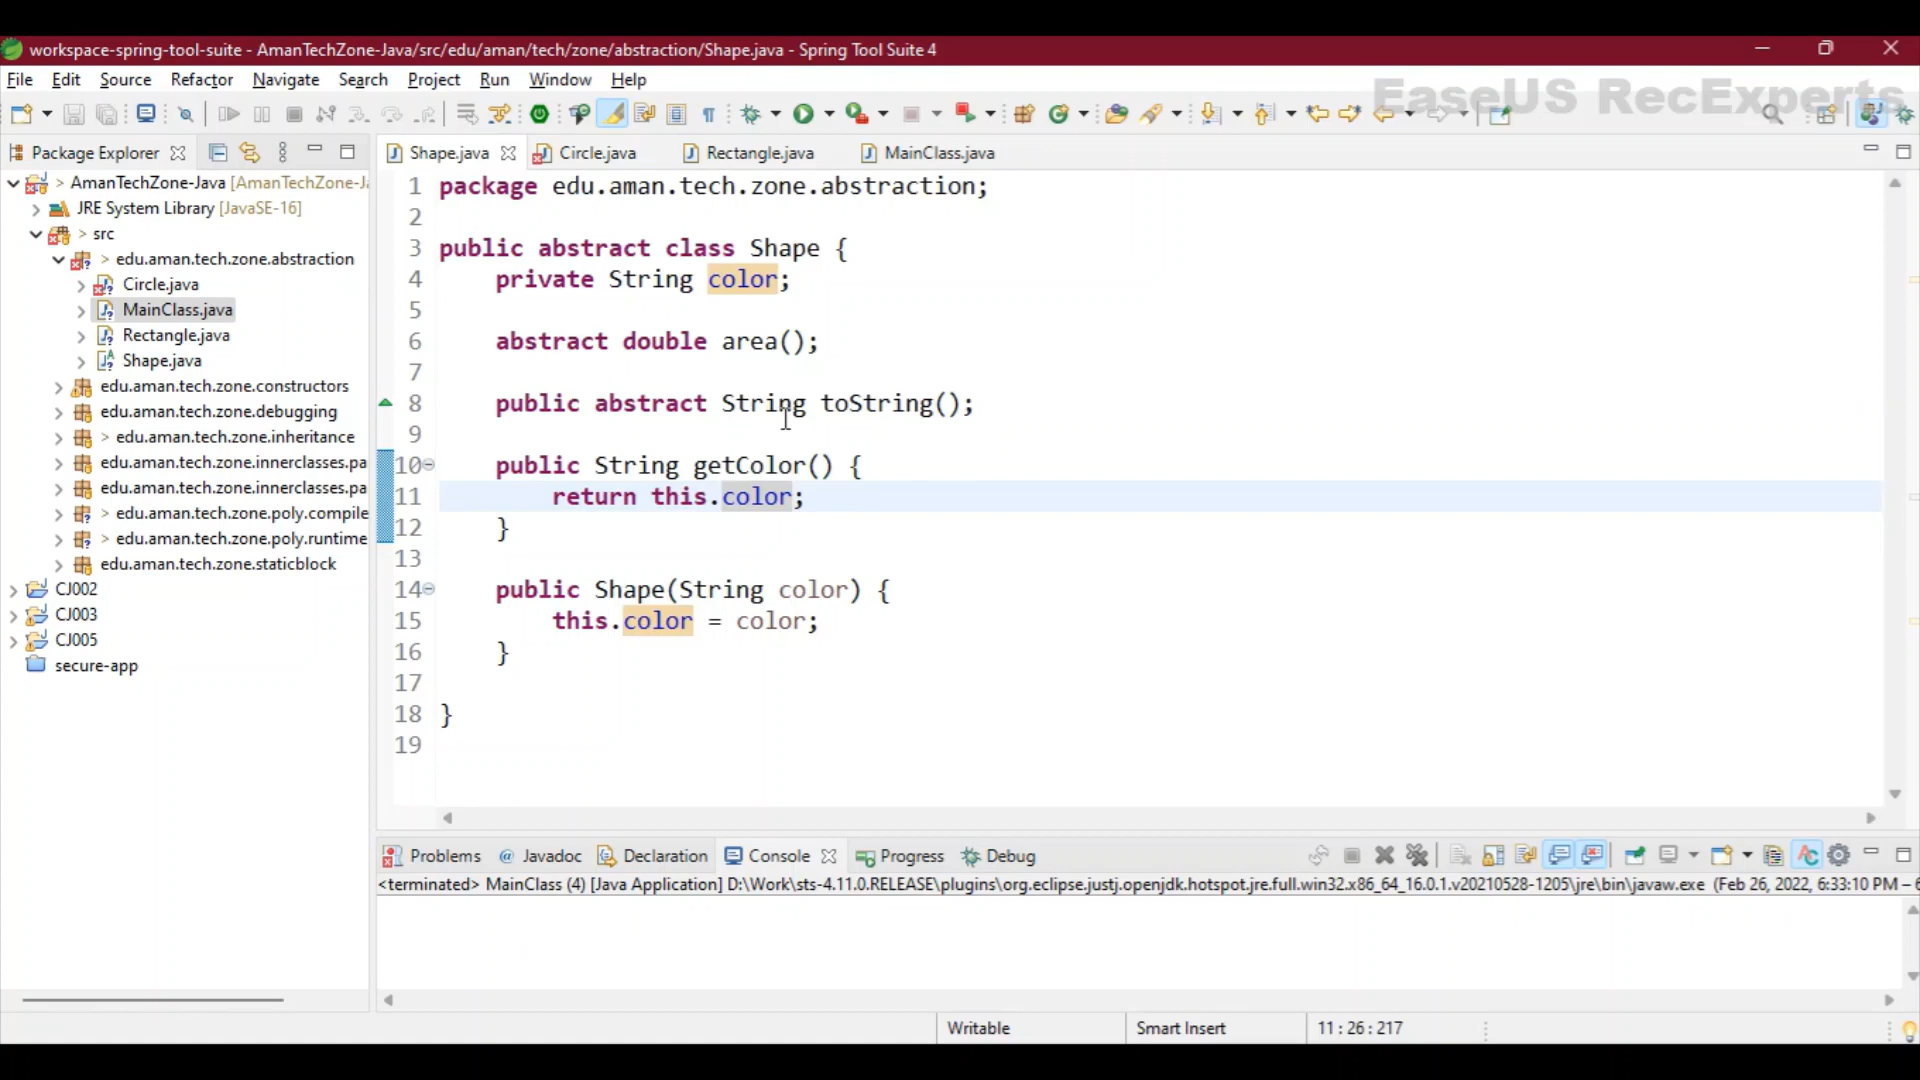 workspace-spring-tool-suite - AmanTechZone-Java/src/edu/aman/tech/zone/abstraction/Shape.java - Spring Tool Suite 4
File Edit Source Refactor Navigate Search Project Run Window Help
EaseUS RecExperts
Package Explorer
Shape.java Circle.java Rectangle.java MainClass.java
> AmanTechZone-Java [AmanTechZone-J
JRE System Library [JavaSE-16]
> src
> edu.aman.tech.zone.abstraction
Circle.java
MainClass.java
Rectangle.java
Shape.java
edu.aman.tech.zone.constructors
edu.aman.tech.zone.debugging
> edu.aman.tech.zone.inheritance
edu.aman.tech.zone.innerclasses.pa
edu.aman.tech.zone.innerclasses.pa
> edu.aman.tech.zone.poly.compile
> edu.aman.tech.zone.poly.runtime
edu.aman.tech.zone.staticblock
CJ002
CJ003
CJ005
secure-app
1 package edu.aman.tech.zone.abstraction;
2
3 public abstract class Shape {
4 private String color;
5
6 abstract double area();
7
8 public abstract String toString();
9
10 public String getColor() {
11 return this.color;
12 }
13
14 public Shape(String color) {
15 this.color = color;
16 }
17
18 }
19
Problems @ Javadoc Declaration Console Progress Debug
<terminated> MainClass (4) [Java Application] D:\Work\sts-4.11.0.RELEASE\plugins\org.eclipse.justj.openjdk.hotspot.jre.full.win32.x86_64_16.0.1.v20210528-1205\jre\bin\javaw.exe (Feb 26, 2022, 6:33:10 PM – 6
Writable Smart Insert 11 : 26 : 217